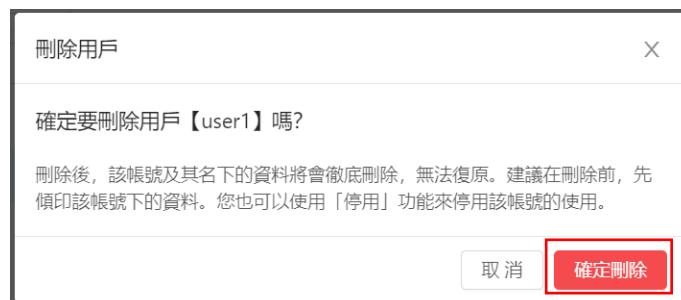 刪除用戶
確定要刪除用戶【user1】嗎?
刪除後，該帳號及其名下的資料將會徹底刪除，無法復原。建議在刪除前，先
傾印該帳號下的資料。您也可以使用「停用」功能來停用該帳號的使用。
取消
確定刪除